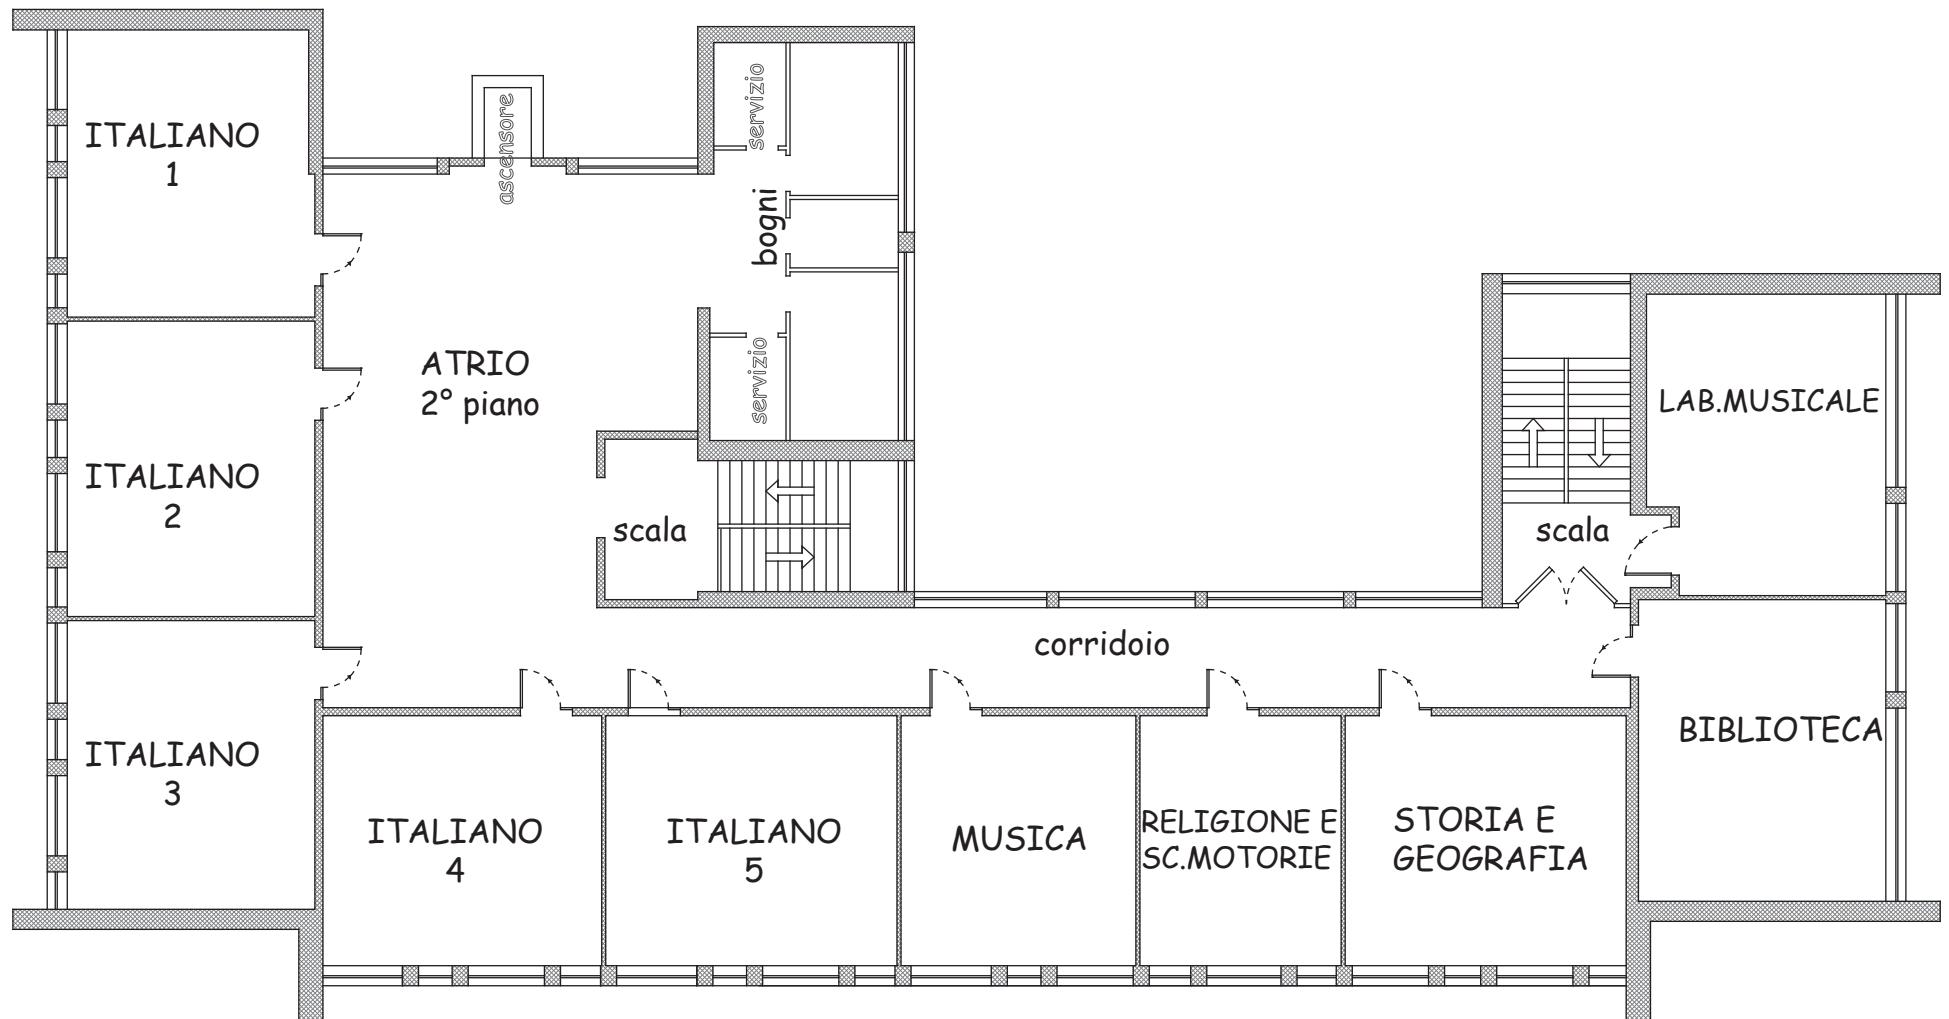 ITALIANO
1
ascensore
servizio
bogni
servizio
ATRIO
2° piano
ITALIANO
2
scala
scala
LAB.MUSICALE
corridoio
ITALIANO
3
BIBLIOTECA
ITALIANO
4
ITALIANO
5
MUSICA
RELIGIONE E
SC.MOTORIE
STORIA E
GEOGRAFIA